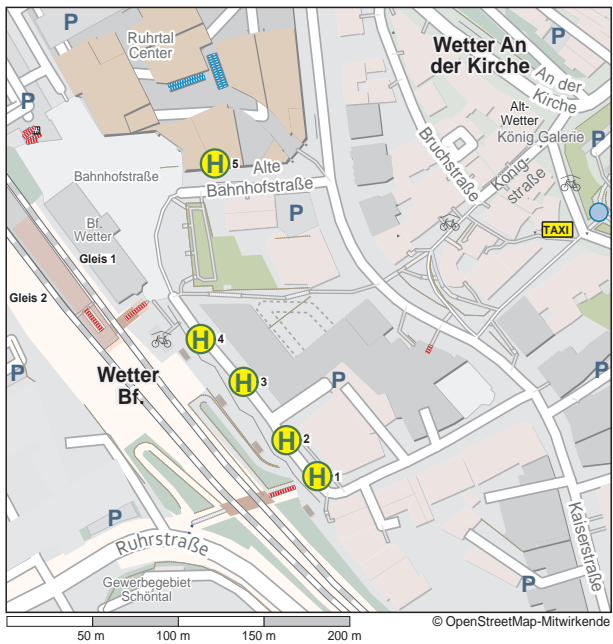 P
Ruhrtal
Center
Wetter An
der Kirche
P
An der
Kirche
P
Alt-
Wetter
König Galerie
P
Bruchstraße
König-
straße
H 5
Alte
Bahnhofstraße
Bahnhofstraße
P
Bf.
Wetter
Gleis 1
TAXI
Gleis 2
H 4
P
Wetter
Bf.
H 3
P
P
H 2
H 1
P
Ruhrstraße
Kaiserstraße
Gewerbegebiet
Schöntal
P
50 m 100 m 150 m 200 m
© OpenStreetMap-Mitwirkende